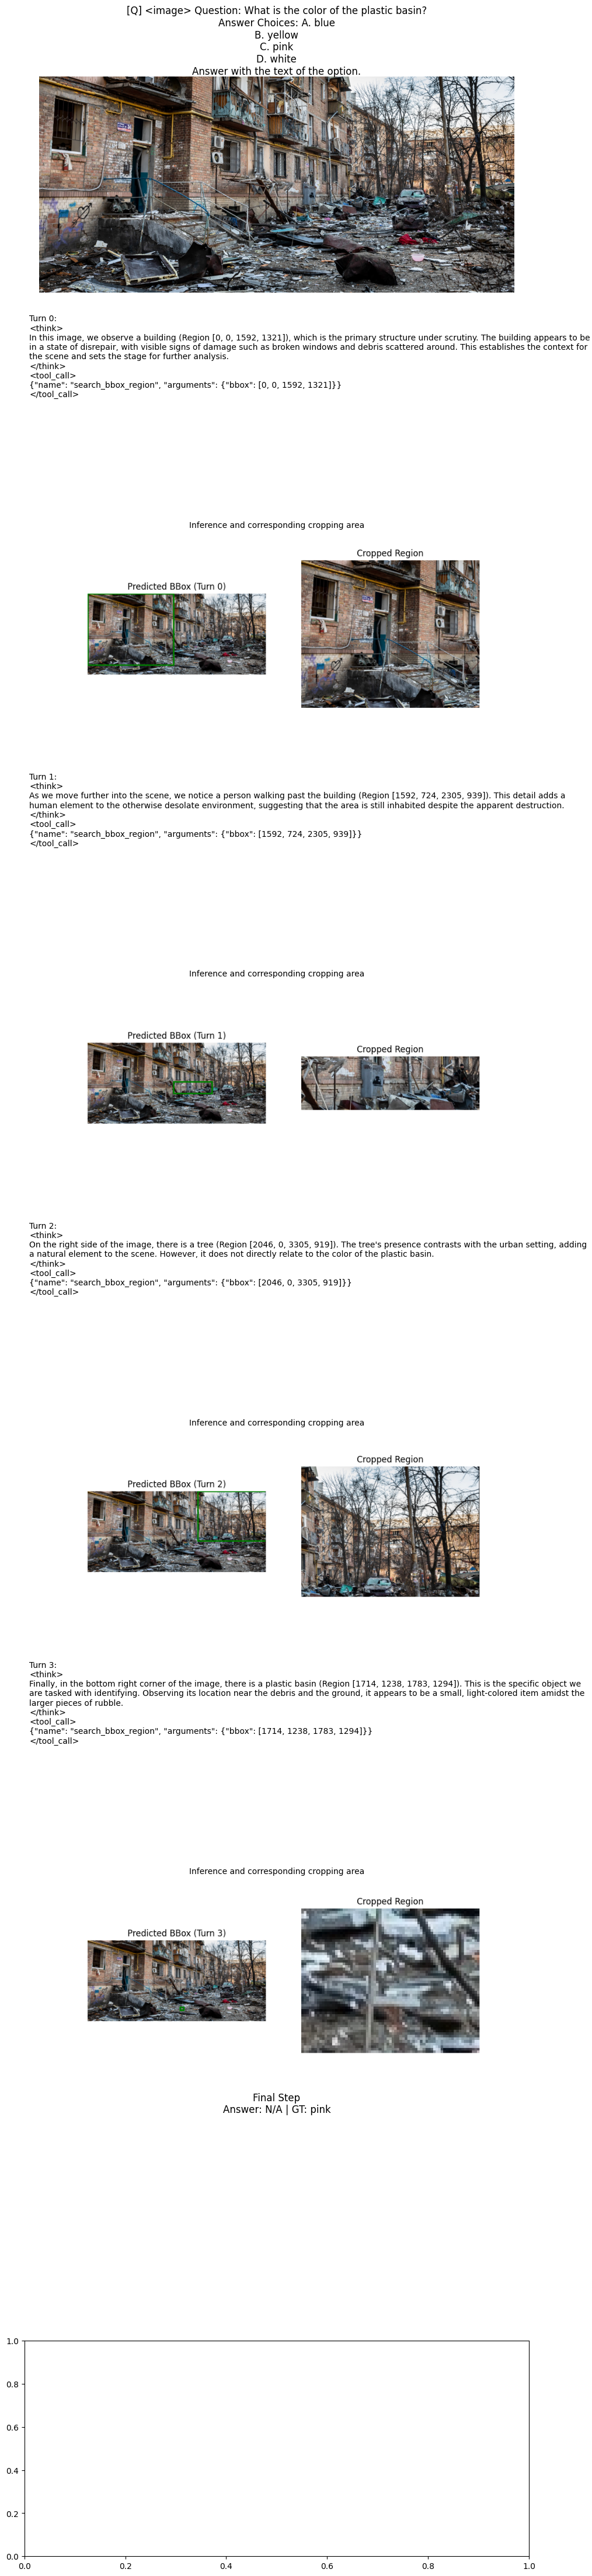 [Q] <image> Question: What is the color of the plastic basin?
Answer Choices: A. blue
B. yellow
C. pink
D. white
Answer with the text of the option.
Turn 0:
<think>
In this image, we observe a building (Region [0, 0, 1592, 1321]), which is the primary structure under scrutiny. The building appears to be
in a state of disrepair, with visible signs of damage such as broken windows and debris scattered around. This establishes the context for
the scene and sets the stage for further analysis.
</think>
<tool_call>
{"name": "search_bbox_region", "arguments": {"bbox": [0, 0, 1592, 1321]}}
</tool_call>
Inference and corresponding cropping area
Predicted BBox (Turn 0)
Cropped Region
Turn 1:
<think>
As we move further into the scene, we notice a person walking past the building (Region [1592, 724, 2305, 939]). This detail adds a
human element to the otherwise desolate environment, suggesting that the area is still inhabited despite the apparent destruction.
</think>
<tool_call>
{"name": "search_bbox_region", "arguments": {"bbox": [1592, 724, 2305, 939]}}
</tool_call>
Inference and corresponding cropping area
Predicted BBox (Turn 1)
Cropped Region
Turn 2:
<think>
On the right side of the image, there is a tree (Region [2046, 0, 3305, 919]). The tree's presence contrasts with the urban setting, adding
a natural element to the scene. However, it does not directly relate to the color of the plastic basin.
</think>
<tool_call>
{"name": "search_bbox_region", "arguments": {"bbox": [2046, 0, 3305, 919]}}
</tool_call>
Inference and corresponding cropping area
Predicted BBox (Turn 2)
Cropped Region
Turn 3:
<think>
Finally, in the bottom right corner of the image, there is a plastic basin (Region [1714, 1238, 1783, 1294]). This is the specific object we
are tasked with identifying. Observing its location near the debris and the ground, it appears to be a small, light-colored item amidst the
larger pieces of rubble.
</think>
<tool_call>
{"name": "search_bbox_region", "arguments": {"bbox": [1714, 1238, 1783, 1294]}}
</tool_call>
Inference and corresponding cropping area
Predicted BBox (Turn 3)
Cropped Region
Final Step
Answer: N/A | GT: pink
1.0
0.8
0.6
0.4
0.2
0.0
0.0 0.2 0.4 0.6 0.8 1.0